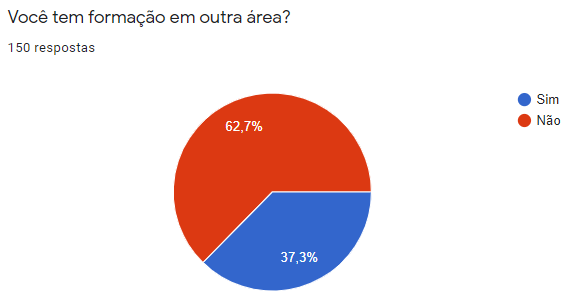 Você tem formação em outra área?
150 respostas
Sim
Não
62,7%
37,3%